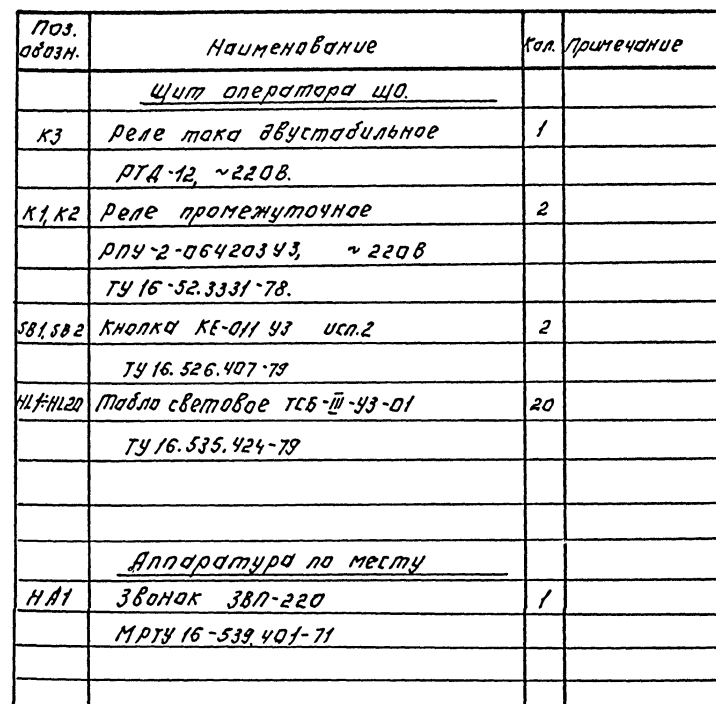 Поз. обозн. Наименование Кол. Примечание
Щит оператора ЩО.
К3 Реле тока двустабильное 1
РТД-12, ~220В.
К1, К2 Реле промежуточное 2
РПУ-2-064203У3, ~220В
ТУ 16-52.3331-78.
SB1, SB2 Кнопка КЕ-011 У3 исп.2 2
ТУ 16.526.407-79
HL1÷HL20 Табло световое ТСБ-III-У3-01 20
ТУ 16.535.424-79
Аппаратура по месту
НА1 Звонок ЗВП-220 1
МРТУ 16-539.401-71